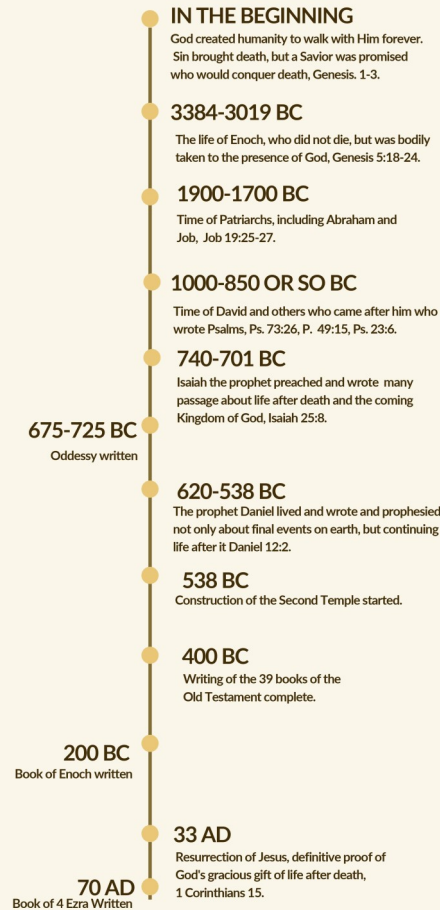 IN THE BEGINNING
God created humanity to walk with Him forever.
Sin brought death, but a Savior was promised
who would conquer death, Genesis. 1-3.
3384-3019 BC
The life of Enoch, who did not die, but was bodily
taken to the presence of God, Genesis 5:18-24.
1900-1700 BC
Time of Patriarchs, including Abraham and
Job, Job 19:25-27.
1000-850 OR SO BC
Time of David and others who came after him who
wrote Psalms, Ps. 73:26, P. 49:15, Ps. 23:6.
740-701 BC
Isaiah the prophet preached and wrote many
passage about life after death and the coming
Kingdom of God, Isaiah 25:8.
675-725 BC
Oddessy written
620-538 BC
The prophet Daniel lived and wrote and prophesied
not only about final events on earth, but continuing
life after it Daniel 12:2.
538 BC
Construction of the Second Temple started.
400 BC
Writing of the 39 books of the
Old Testament complete.
200 BC
Book of Enoch written
33 AD
Resurrection of Jesus, definitive proof of
God's gracious gift of life after death,
1 Corinthians 15.
70 AD
Book of 4 Ezra Written